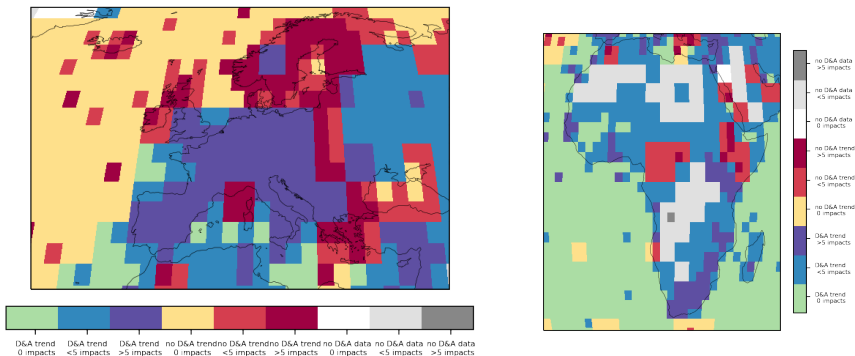 no D&A data
>5 impacts
no D&A data
<5 impacts
no D&A data
0 impacts
no D&A trend
>5 impacts
no D&A trend
<5 impacts
no D&A trend
0 impacts
D&A trend
>5 impacts
D&A trend
<5 impacts
D&A trend
0 impacts
D&A trend D&A trend D&A trend no D&A trend no D&A trend no D&A trend no D&A data no D&A data no D&A data
0 impacts <5 impacts >5 impacts 0 impacts <5 impacts >5 impacts 0 impacts <5 impacts >5 impacts